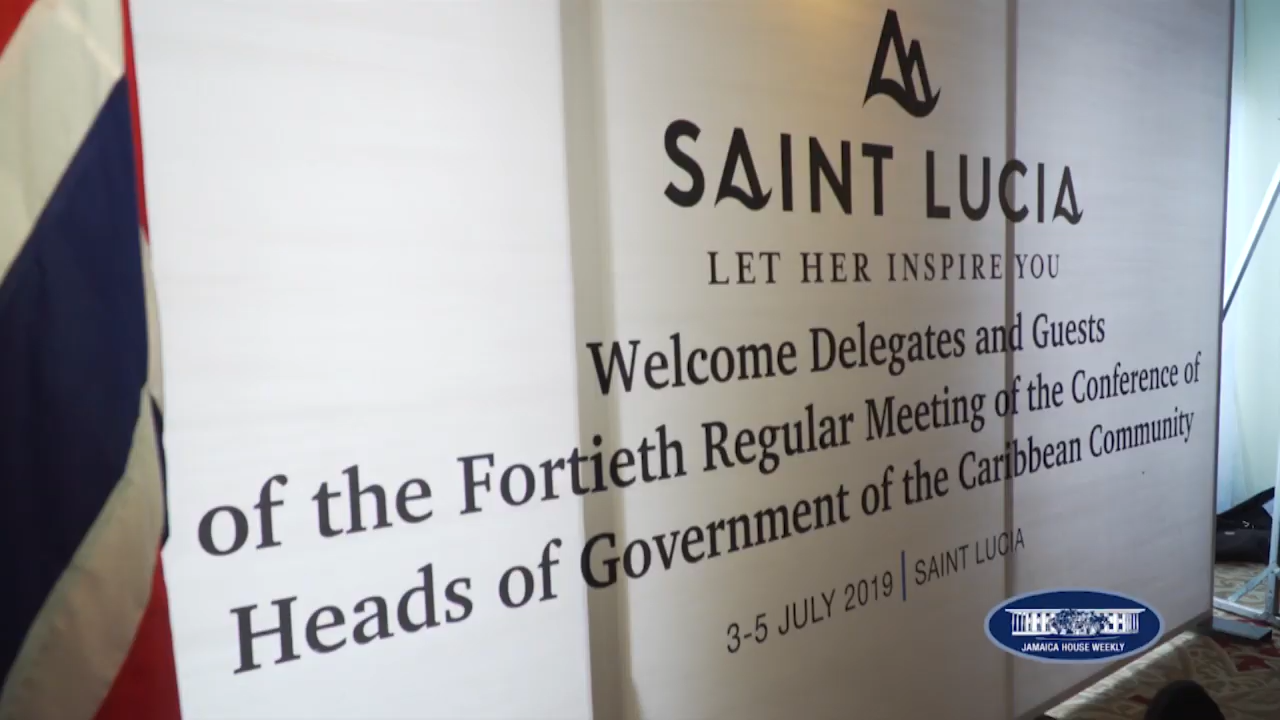 SAINT LUCIA
LET HER INSPIRE YOU
Welcome Delegates and Guests
of the Fortieth Regular Meeting of the Conference of
Heads of Government of the Caribbean Community
3-5 JULY 2019 | SAINT LUCIA
JAMAICA HOUSE WEEKLY